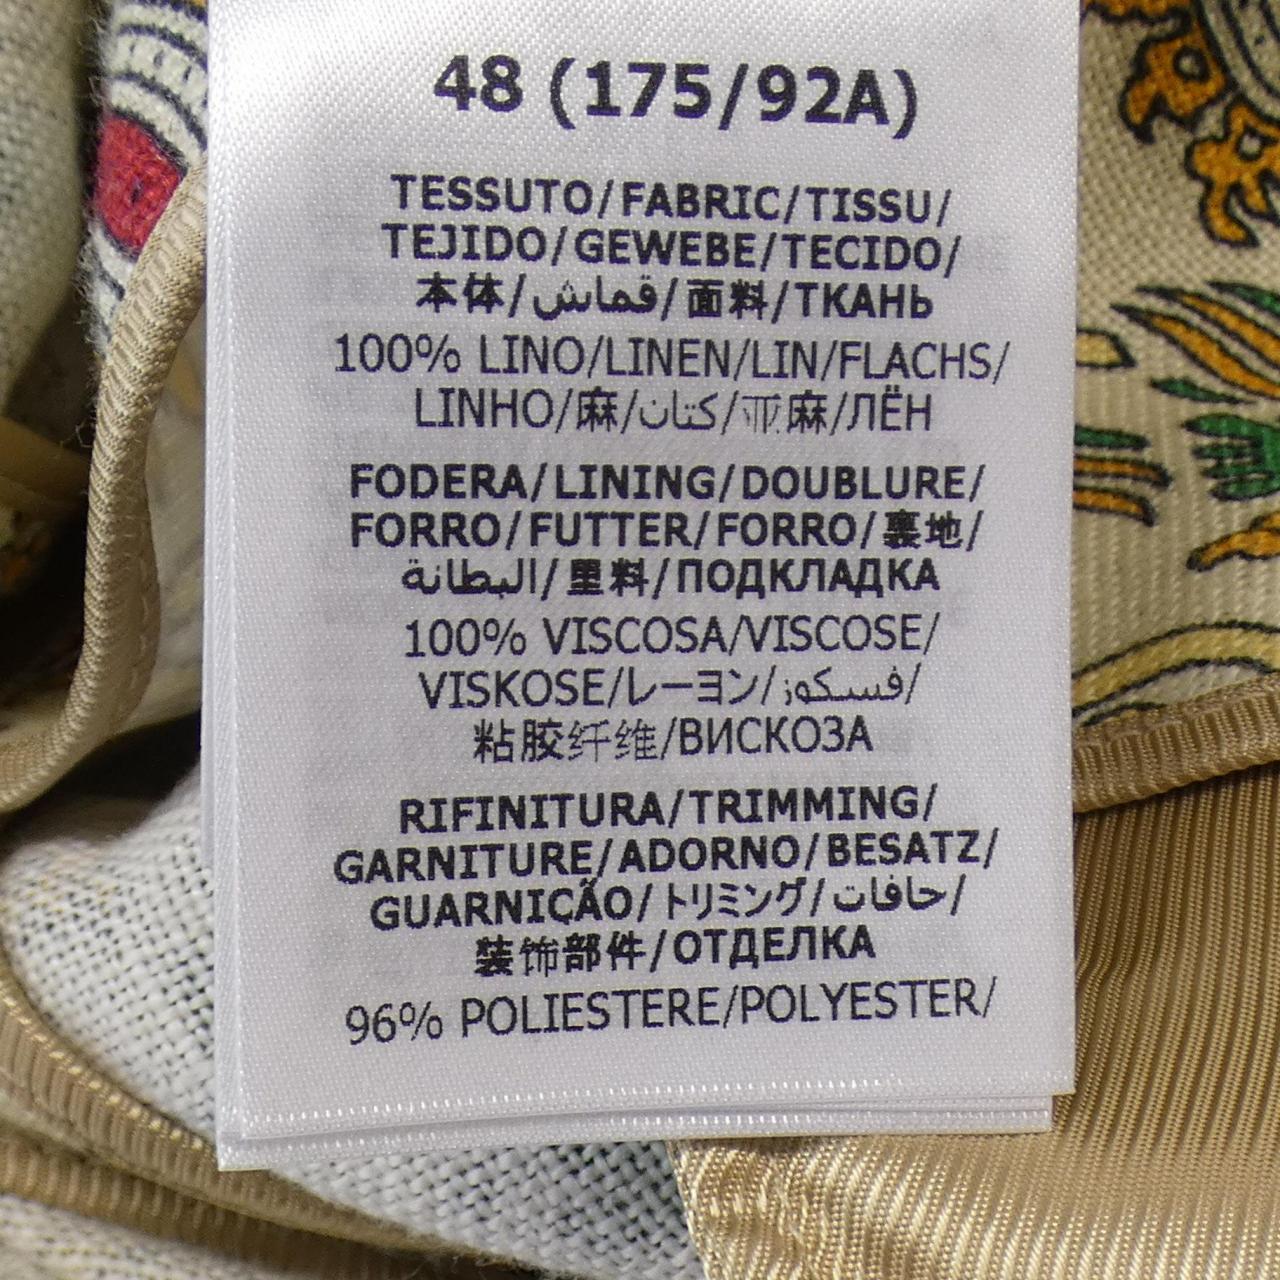 48 (175/92A)
TESSUTO/FABRIC/TISSU/
TEJIDO/GEWEBE/TECIDO/
本体/قماش/面料/ТКАНЬ
100% LINO/LINEN/LIN/FLACHS/
LINHO/麻/كتان/亚麻/ЛЁН
FODERA/LINING/DOUBLURE/
FORRO/FUTTER/FORRO/裏地/
البطانة/里料/ПОДКЛАДКА
100% VISCOSA/VISCOSE/
VISKOSE/レーヨン/فسكوز/
粘胶纤维/ВИСКОЗА
RIFINITURA/TRIMMING/
GARNITURE/ADORNO/BESATZ/
GUARNIÇÃO/トリミング/حافات/
装饰部件/ОТДЕЛКА
96% POLIESTERE/POLYESTER/